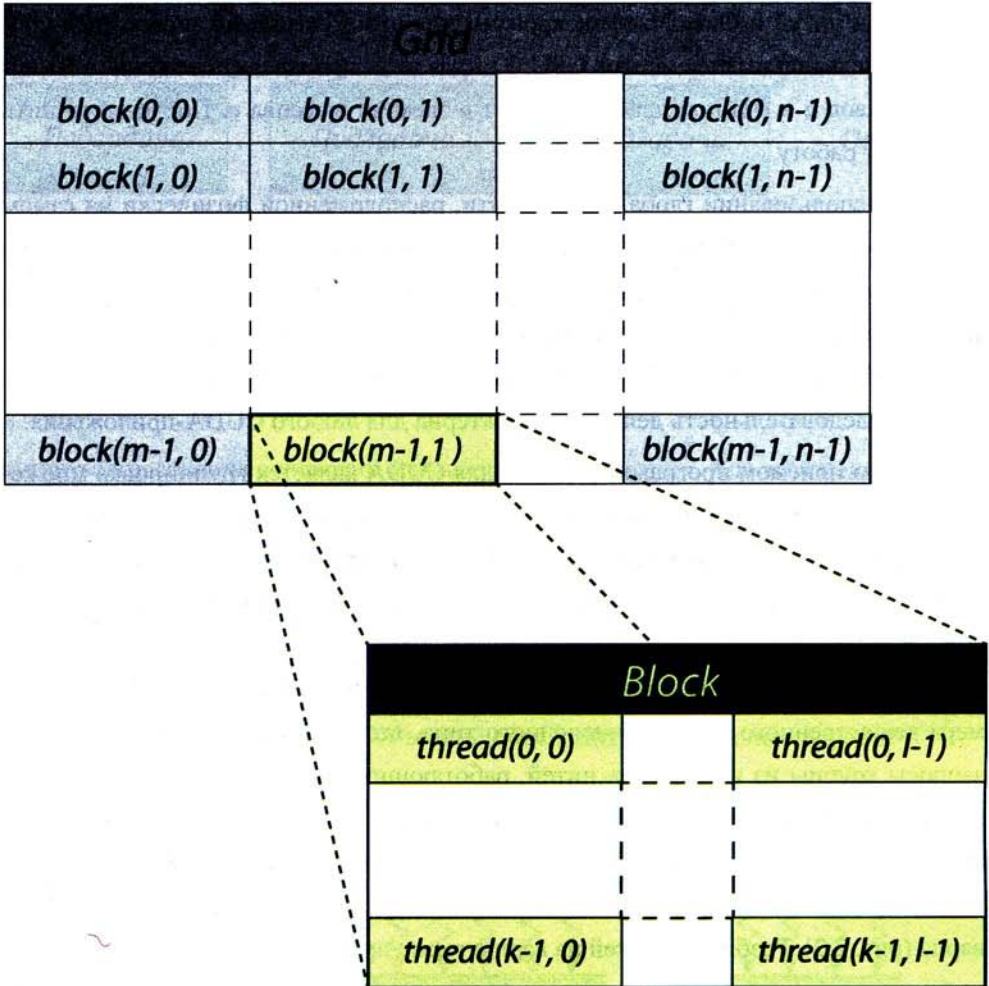 Grid
block(0, 0) block(0, 1) block(0, n-1)
block(1, 0) block(1, 1) block(1, n-1)
block(m-1, 0) block(m-1,1 ) block(m-1, n-1)
Block
thread(0, 0) thread(0, l-1)
thread(k-1, 0) thread(k-1, l-1)